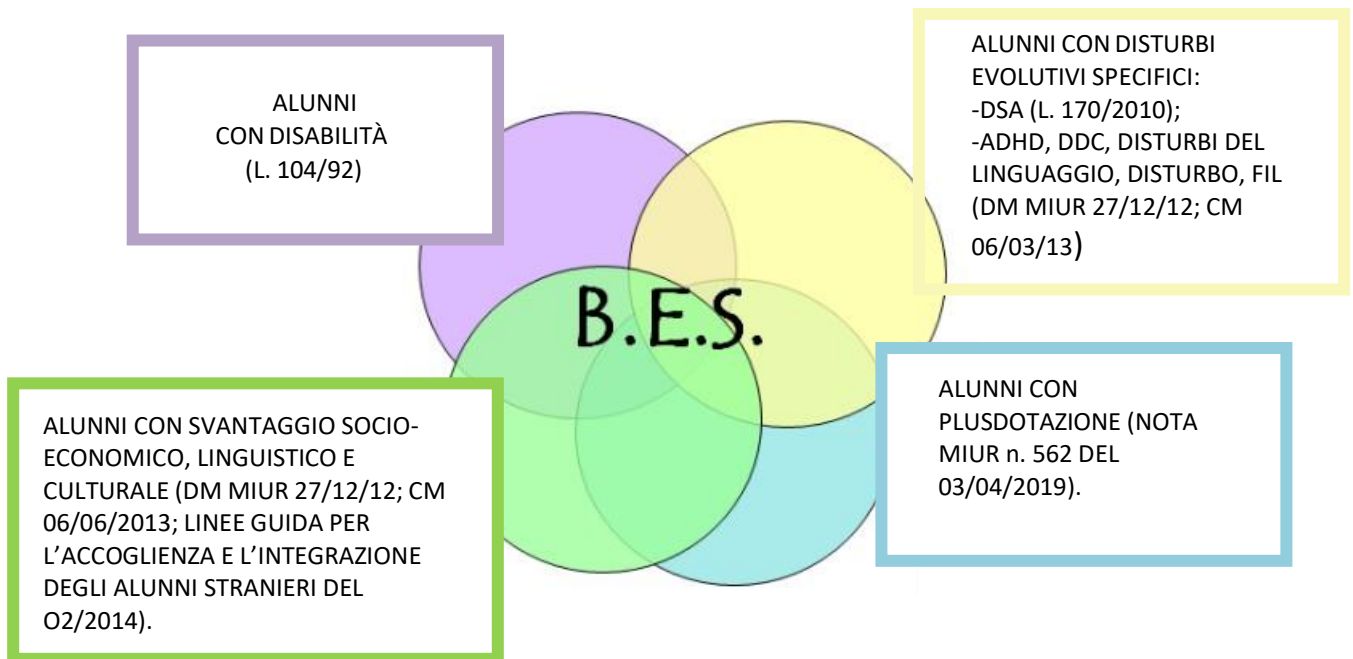 ALUNNI
CON DISABILITÀ
(L. 104/92)
ALUNNI CON DISTURBI
EVOLUTIVI SPECIFICI:
-DSA (L. 170/2010);
-ADHD, DDC, DISTURBI DEL
LINGUAGGIO, DISTURBO, FIL
(DM MIUR 27/12/12; CM
06/03/13)
B.E.S.
ALUNNI CON SVANTAGGIO SOCIO-
ECONOMICO, LINGUISTICO E
CULTURALE (DM MIUR 27/12/12; CM
06/06/2013; LINEE GUIDA PER
L’ACCOGLIENZA E L’INTEGRAZIONE
DEGLI ALUNNI STRANIERI DEL
O2/2014).
ALUNNI CON
PLUSDOTAZIONE (NOTA
MIUR n. 562 DEL
03/04/2019).